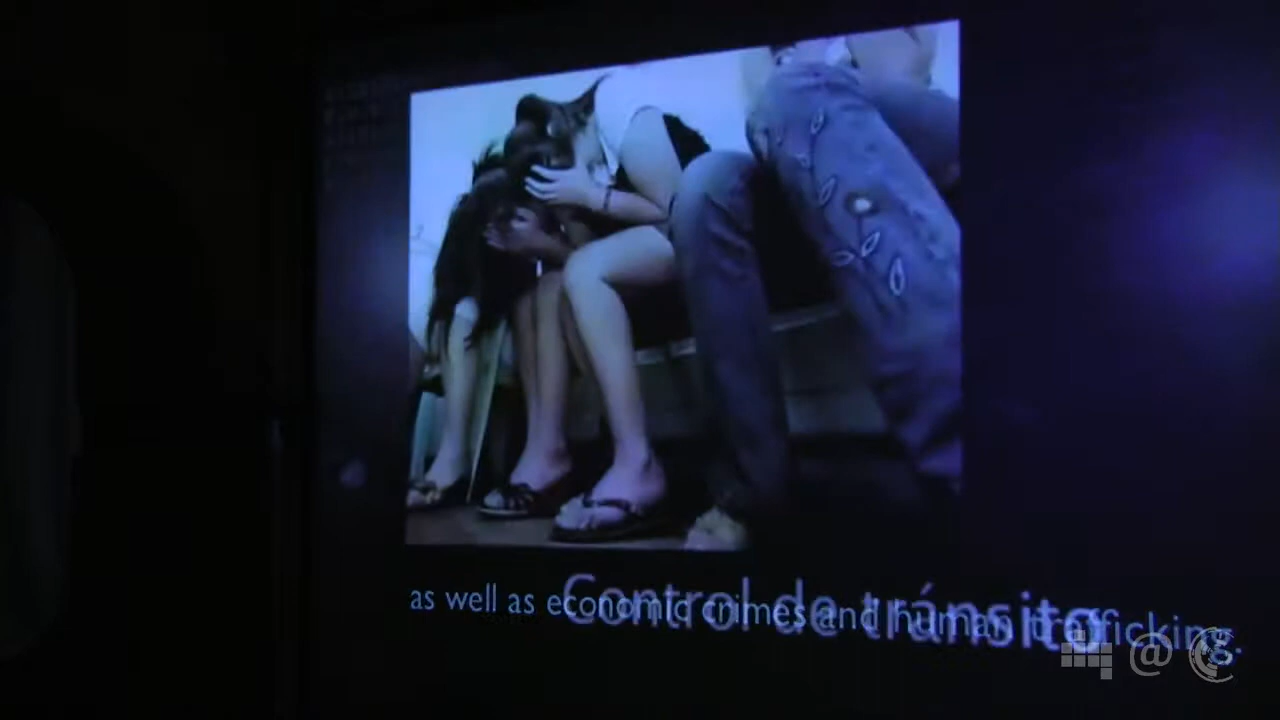 as well as economic crimes and human trafficking.
Control de tránsito
@